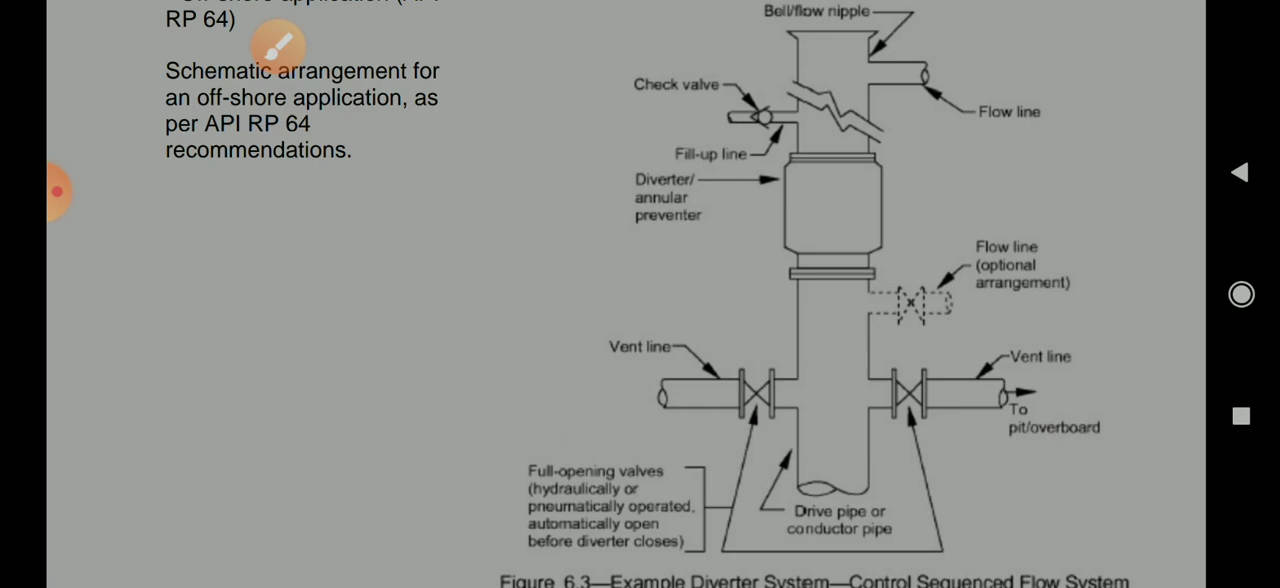 RP 64)
Schematic arrangement for
an off-shore application, as
per API RP 64
recommendations.
Bell/flow nipple
Check valve
Flow line
Fill-up line
Diverter/
annular
preventer
Flow line
(optional
arrangement)
Vent line
Vent line
To
pit/overboard
Full-opening valves
(hydraulically or
pneumatically operated,
automatically open
before diverter closes)
Drive pipe or
conductor pipe
Figure 6.3—Example Diverter System—Control Sequenced Flow System